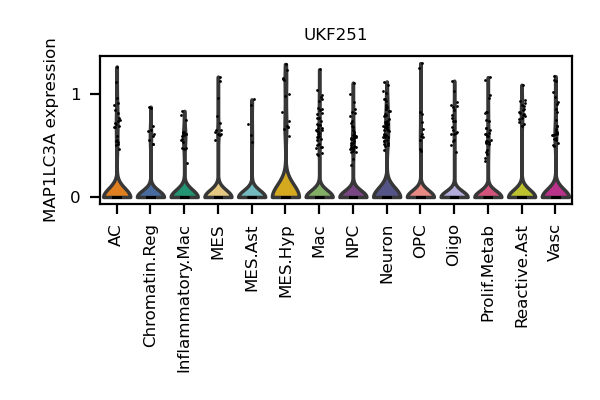 UKF251
MAP1LC3A expression
1
0
AC
Chromatin.Reg
Inflammatory.Mac
MES
MES.Ast
MES.Hyp
Mac
NPC
Neuron
OPC
Oligo
Prolif.Metab
Reactive.Ast
Vasc